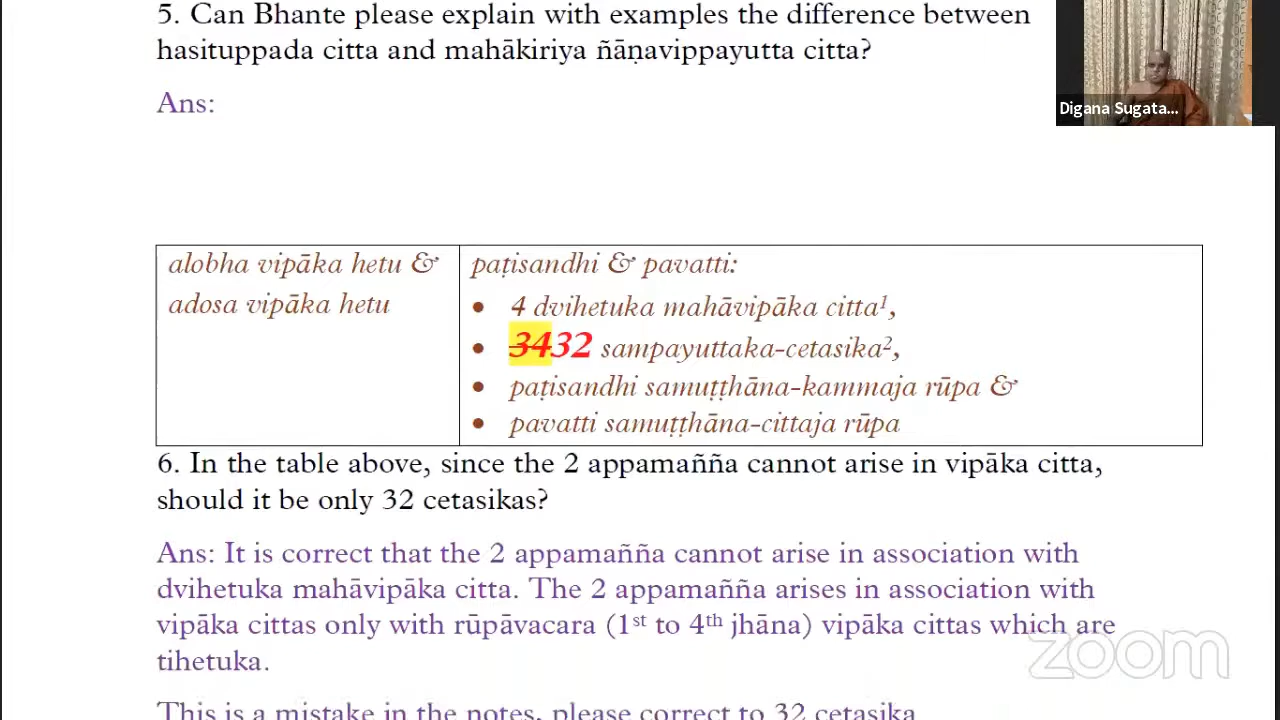 5. Can Bhante please explain with examples the difference between
hasituppada citta and mahākiriya ñāṇavippayutta citta?
Digana Sugata...
Ans:
alobha vipāka hetu &
adosa vipāka hetu
paṭisandhi & pavatti:
• 4 dvihetuka mahāvipāka citta¹,
• 3432 sampayuttaka-cetasika²,
• paṭisandhi samuṭṭhāna-kammaja rūpa &
• pavatti samuṭṭhāna-cittaja rūpa
6. In the table above, since the 2 appamañña cannot arise in vipāka citta,
should it be only 32 cetasikas?
Ans: It is correct that the 2 appamañña cannot arise in association with
dvihetuka mahāvipāka citta. The 2 appamañña arises in association with
vipāka cittas only with rūpāvacara (1st to 4th jhāna) vipāka cittas which are
tihetuka.
zoom
This is a mistake in the notes, please correct to 32 cetasika